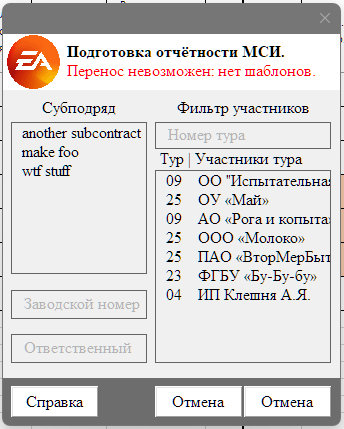 EA
Подготовка отчётности МСИ.
Перенос невозможен: нет шаблонов.
Субподряд
another subcontract
make foo
wtf stuff
Заводской номер
Ответственный
Фильтр участников
Номер тура
Тур | Участники тура
09 ОО "Испытательная
25 ОУ «Май»
09 АО «Рога и копыта»
25 ООО «Молоко»
25 ПАО «ВторМерБыт
23 ФГБУ «Бу-Бу-бу»
04 ИП Клешня А.Я.
Справка
Отмена
Отмена